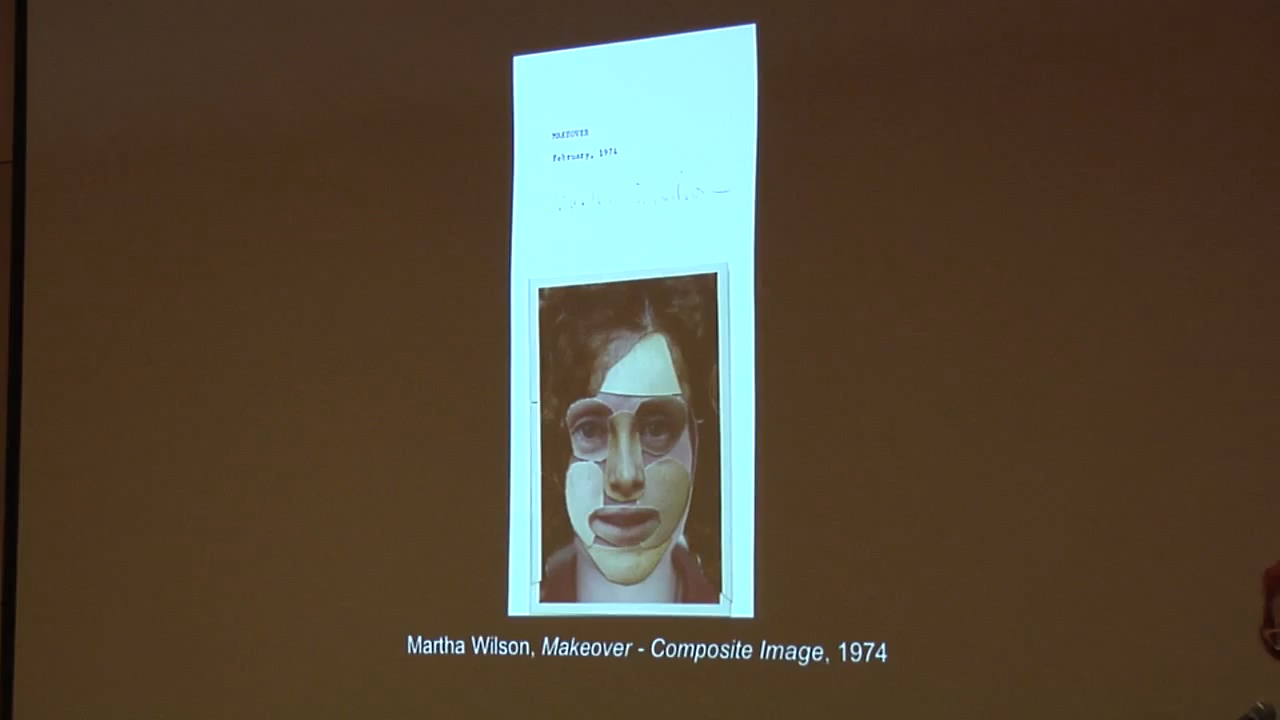 MAKEOVER
February, 1974
Martha Wilson, Makeover - Composite Image, 1974